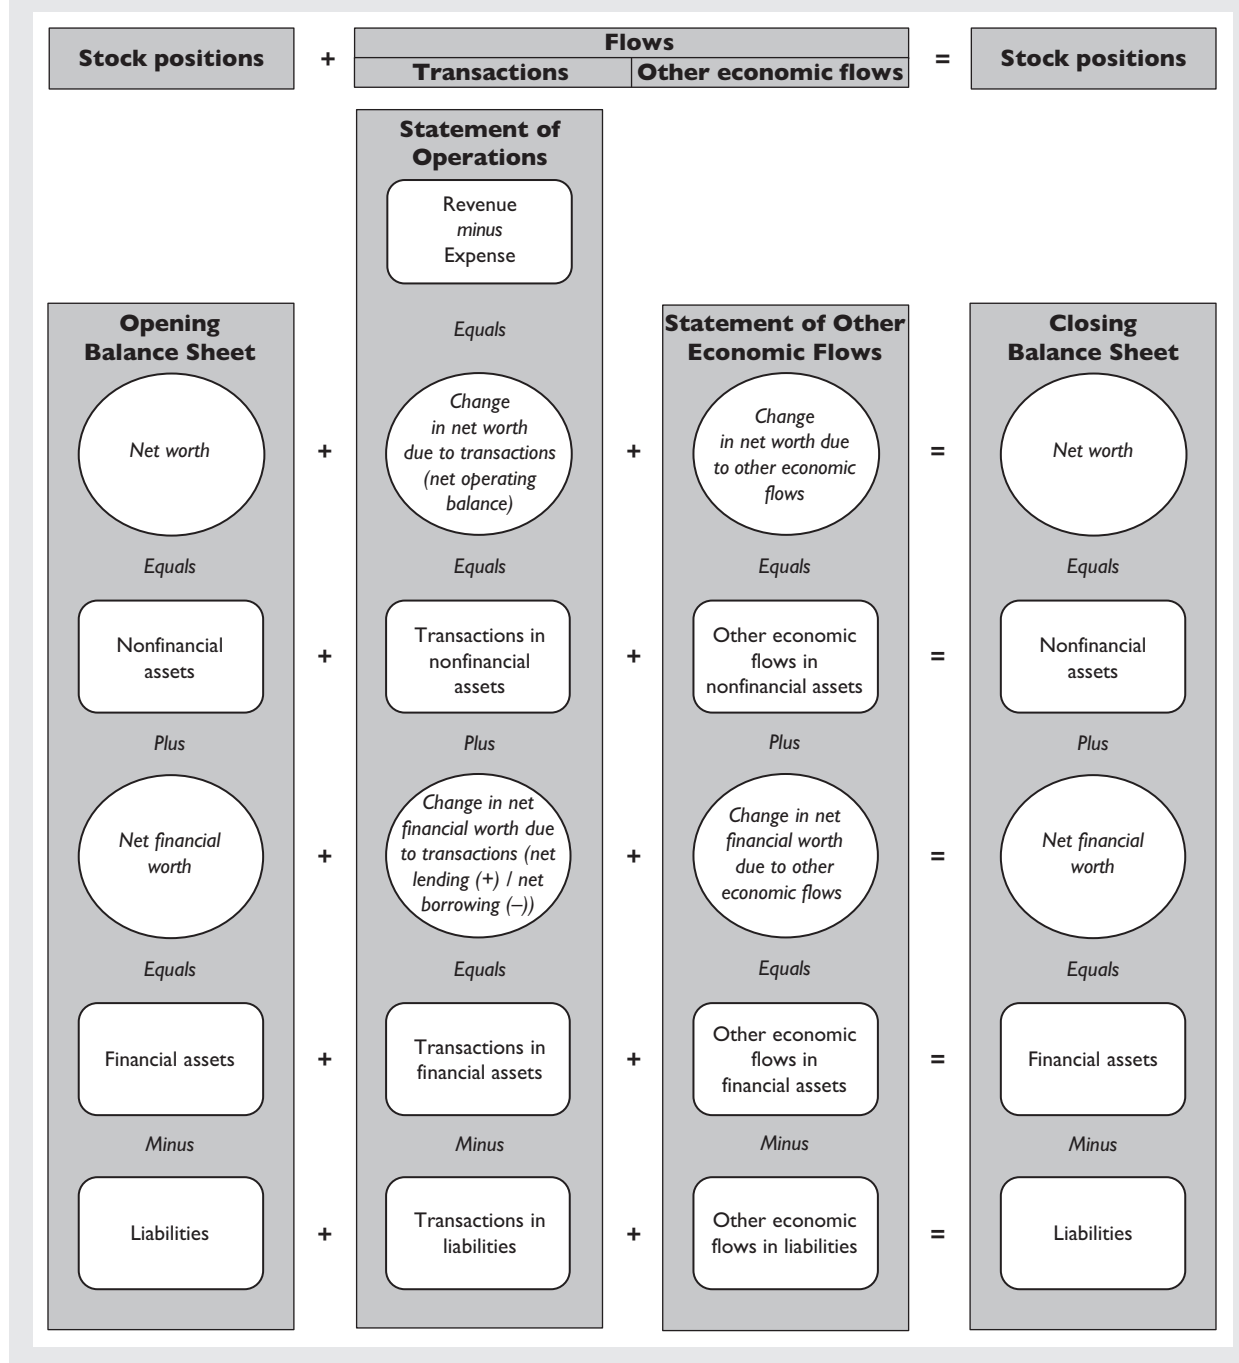 Stock positions
+
Flows
Transactions
Other economic flows
=
Stock positions
Statement of
Operations
Revenue
minus
Expense
Equals
Opening
Balance Sheet
Statement of Other
Economic Flows
Closing
Balance Sheet
Net worth
+
Change
in net worth
due to transactions
(net operating
balance)
+
Change
in net worth due
to other economic
flows
=
Net worth
Equals
Equals
Equals
Equals
Nonfinancial
assets
+
Transactions in
nonfinancial
assets
+
Other economic
flows in
nonfinancial assets
=
Nonfinancial
assets
Plus
Plus
Plus
Plus
Net financial
worth
+
Change in net
financial worth due
to transactions (net
lending (+) / net
borrowing (–))
+
Change in net
financial worth
due to other
economic flows
=
Net financial
worth
Equals
Equals
Equals
Equals
Financial assets
+
Transactions in
financial assets
+
Other economic
flows in
financial assets
=
Financial assets
Minus
Minus
Minus
Minus
Liabilities
+
Transactions in
liabilities
+
Other economic
flows in liabilities
=
Liabilities